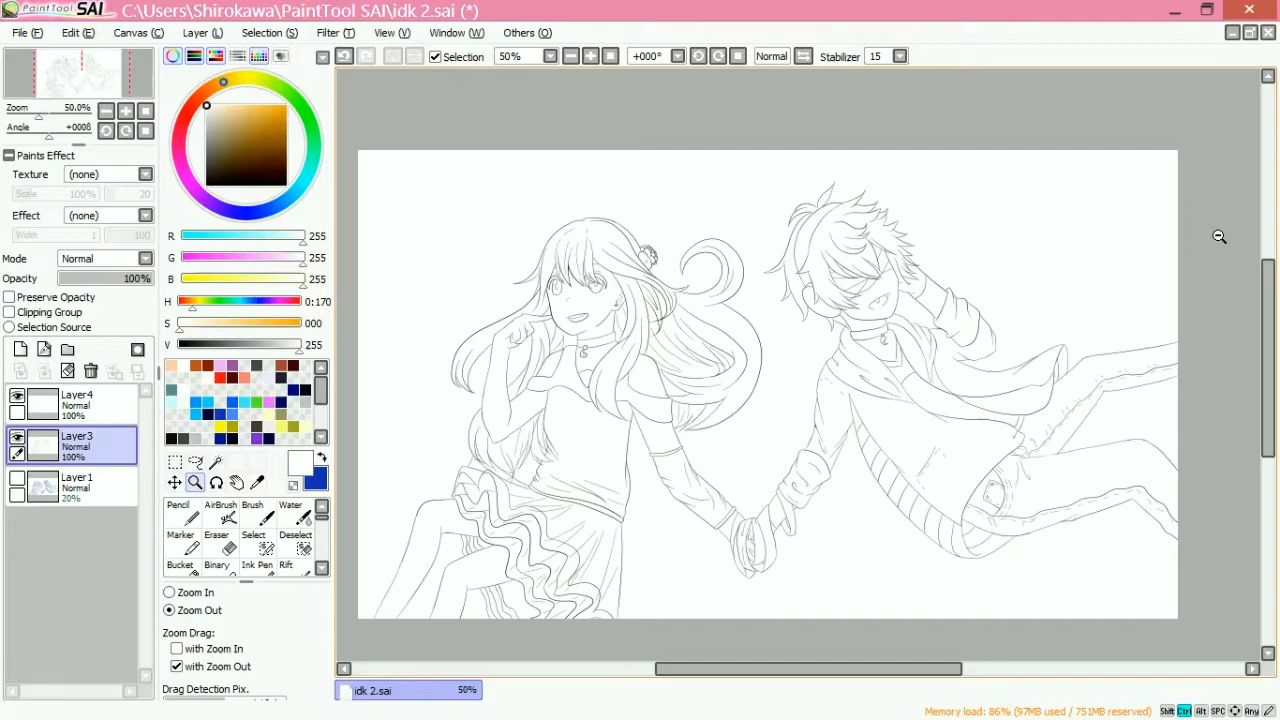 PaintTool SAI C:\Users\Shirokawa\PaintTool SAI\idk 2.sai (*)
File (F) Edit (E) Canvas (C) Layer (L) Selection (S) Filter (T) View (V) Window (W) Others (O)
Selection 50% +000° Normal Stabilizer 15
Zoom 50.0%
Angle +000§
Paints Effect
Texture (none)
Scale 100% 20
Effect (none)
Width 1 100
Mode Normal
Opacity 100%
Preserve Opacity
Clipping Group
Selection Source
Layer4
Normal
100%
Layer3
Normal
100%
Layer1
Normal
20%
R 255
G 255
B 255
H 0:170
S 000
V 255
Pencil AirBrush Brush Water
Marker Eraser Select Deselect
Bucket Binary Ink Pen Rift
Zoom In
Zoom Out
Zoom Drag:
with Zoom In
with Zoom Out
Drag Detection Pix.
idk 2.sai 50%
Memory load: 86% (97MB used / 751MB reserved) Shift Ctrl Alt SPC Any